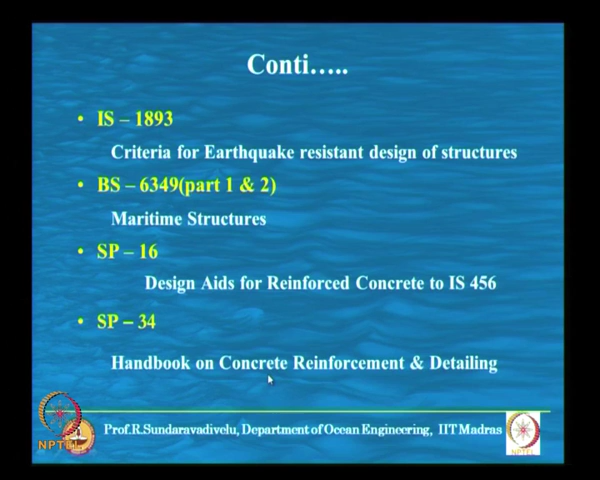 Conti.....
• IS – 1893
Criteria for Earthquake resistant design of structures
• BS – 6349(part 1 & 2)
Maritime Structures
• SP – 16
Design Aids for Reinforced Concrete to IS 456
• SP – 34
Handbook on Concrete Reinforcement & Detailing
Prof.R.Sundaravadivelu, Department of Ocean Engineering, IIT Madras
NPTEL
NPTEL